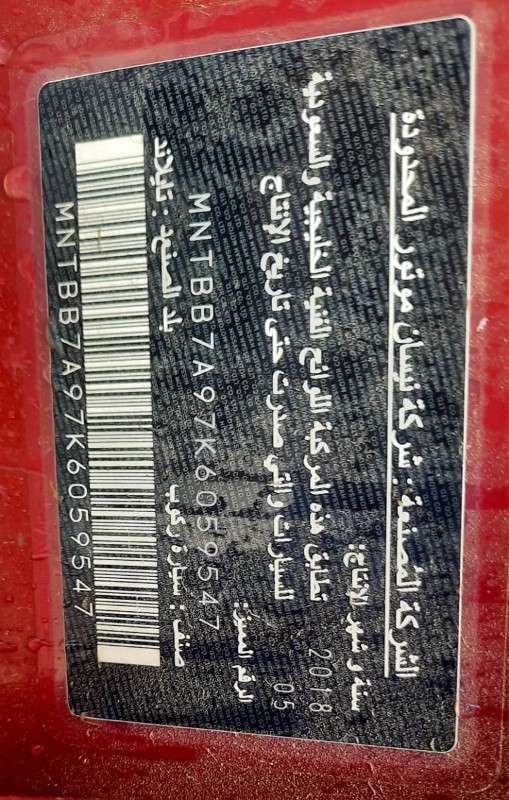 الشركة المصنعة : شركة نيسان موتور المحدودة
سنة و شهر الإنتاج:
2018 05
تطابق هذه المركبة اللوائح الفنية الخليجية والسعودية
للسيارات والتي صدرت حتى تاريخ الإنتاج
الرقم المميز:
MNTBB7A97K6059547
صنف : سيارة ركوب
بلد الصنع : تايلاند
MNTBB7A97K6059547